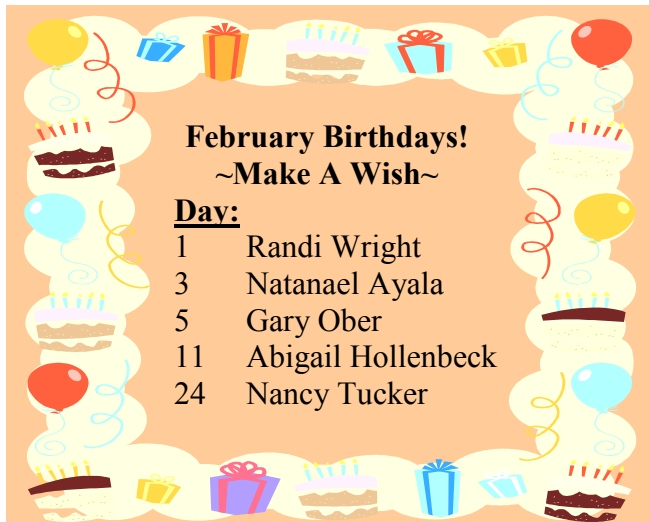 February Birthdays!
~Make A Wish~
Day:
1 Randi Wright
3 Natanael Ayala
5 Gary Ober
11 Abigail Hollenbeck
24 Nancy Tucker